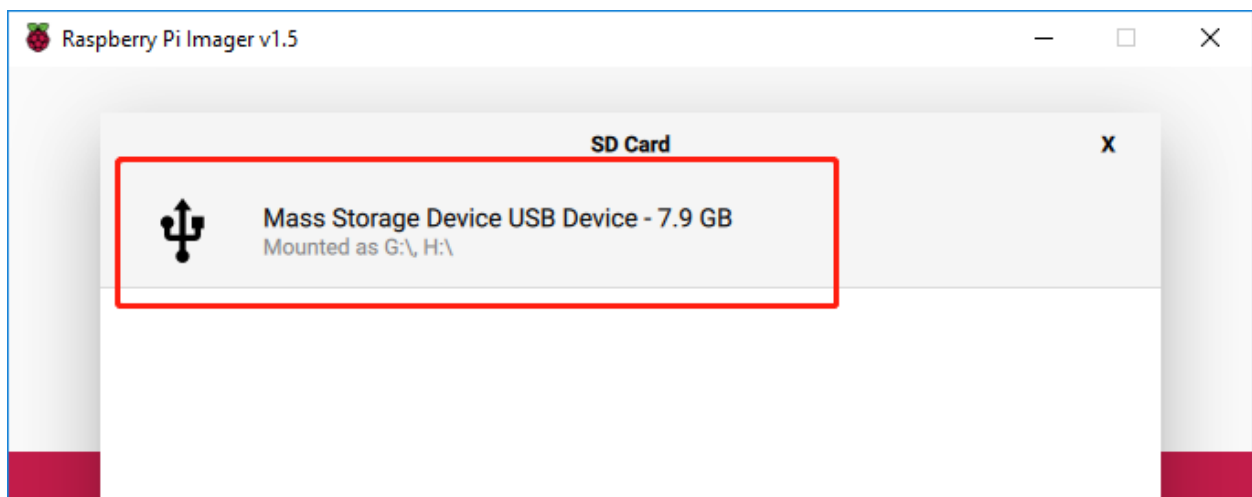 Raspberry Pi Imager v1.5
SD Card
X
Mass Storage Device USB Device - 7.9 GB
Mounted as G:\, H:\